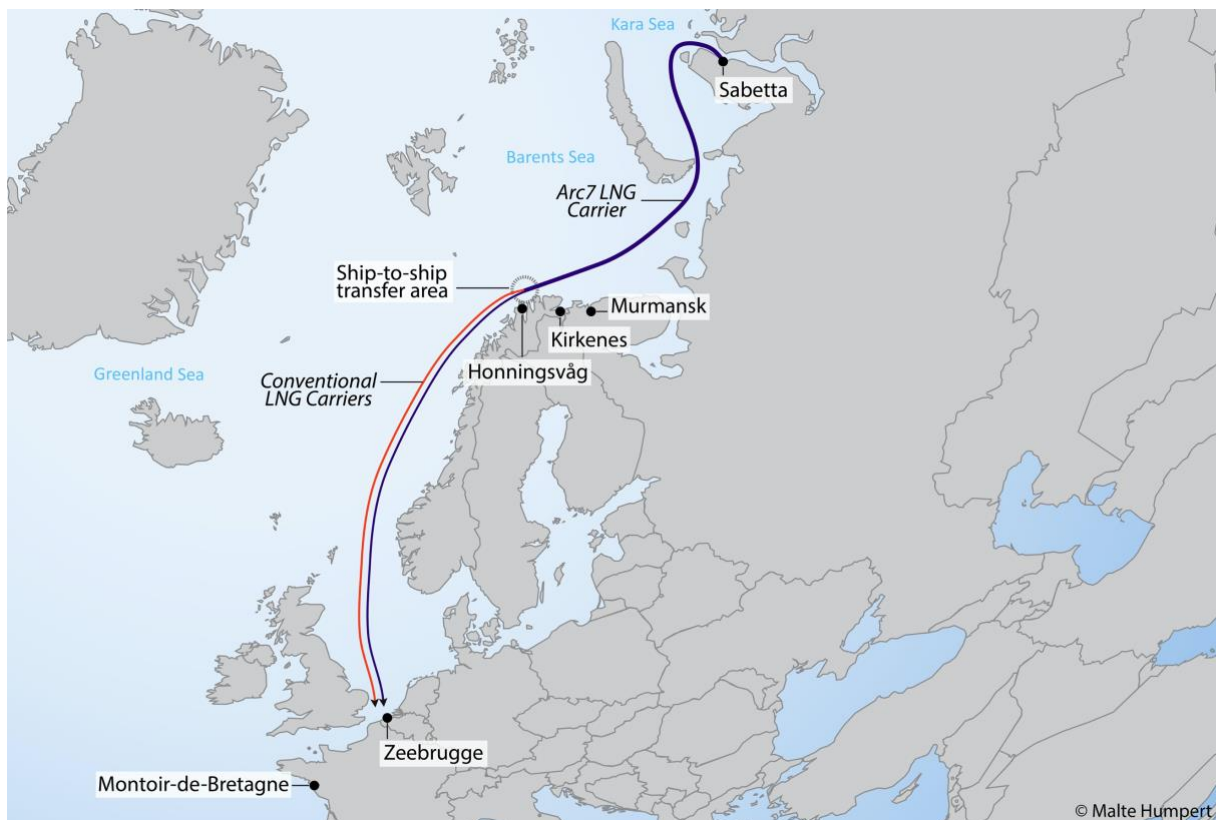 Kara Sea
Sabetta
Barents Sea
Arc7 LNG
Carrier
Ship-to-ship
transfer area
Murmansk
Kirkenes
Honningsvåg
Greenland Sea
Conventional
LNG Carriers
Zeebrugge
Montoir-de-Bretagne
© Malte Humpert